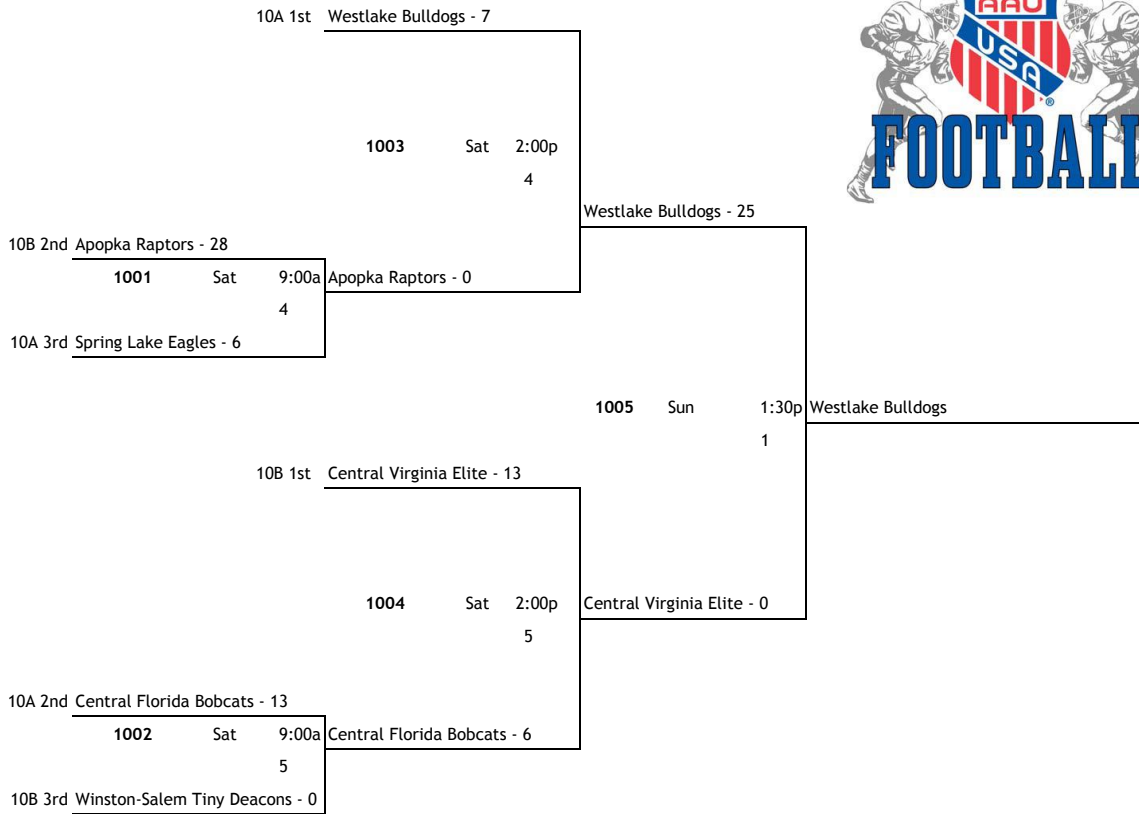 10A 1st Westlake Bulldogs - 7
AAU
USA
®
FOOTBALL
1003 Sat 2:00p
4
Westlake Bulldogs - 25
10B 2nd Apopka Raptors - 28
1001 Sat 9:00a Apopka Raptors - 0
4
10A 3rd Spring Lake Eagles - 6
1005 Sun 1:30p Westlake Bulldogs
1
10B 1st Central Virginia Elite - 13
1004 Sat 2:00p Central Virginia Elite - 0
5
10A 2nd Central Florida Bobcats - 13
1002 Sat 9:00a Central Florida Bobcats - 6
5
10B 3rd Winston-Salem Tiny Deacons - 0